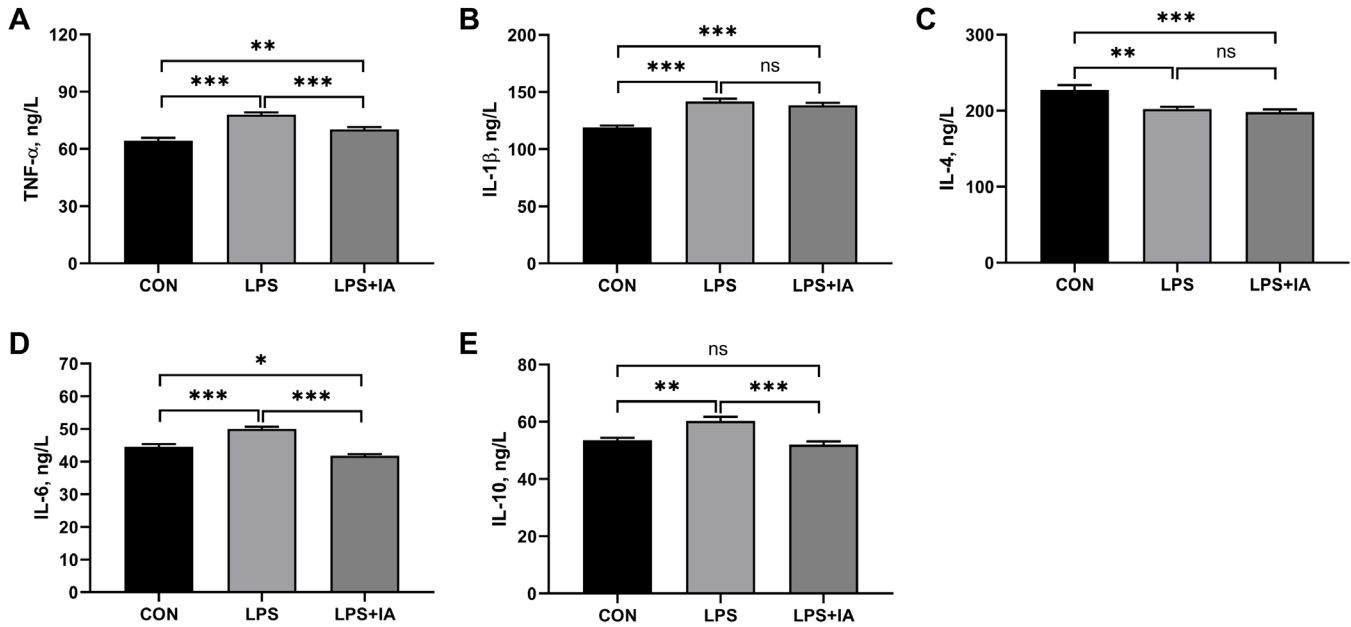 A
TNF-α, ng/L
120
90
60
30
0
**
***
***
CON
LPS
LPS+IA
B
IL-1β, ng/L
200
150
100
50
0
***
***
ns
CON
LPS
LPS+IA
C
IL-4, ng/L
300
200
100
0
***
**
ns
CON
LPS
LPS+IA
D
IL-6, ng/L
70
60
50
40
30
20
10
0
*
***
***
CON
LPS
LPS+IA
E
IL-10, ng/L
80
60
40
20
0
ns
**
***
CON
LPS
LPS+IA